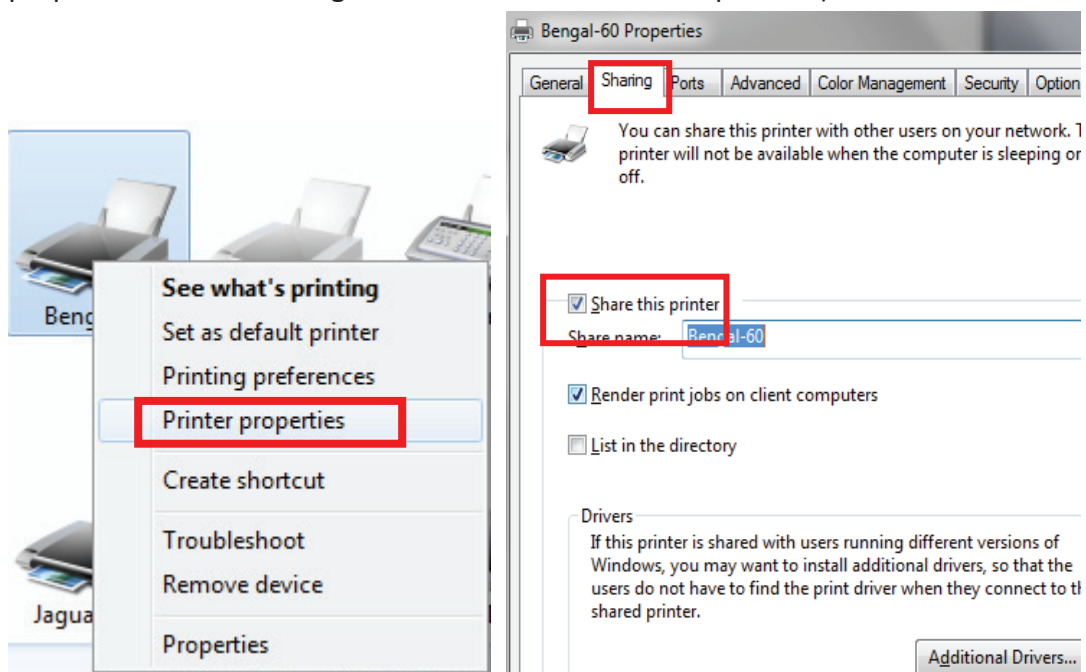 Beng
Jagua
See what's printing
Set as default printer
Printing preferences
Printer properties
Create shortcut
Troubleshoot
Remove device
Properties
Bengal-60 Properties
General Sharing Ports Advanced Color Management Security Option
You can share this printer with other users on your network. T
printer will not be available when the computer is sleeping or
off.
Share this printer
Share name: Bengal-60
Render print jobs on client computers
List in the directory
Drivers
If this printer is shared with users running different versions of
Windows, you may want to install additional drivers, so that the
users do not have to find the print driver when they connect to th
shared printer.
Additional Drivers...